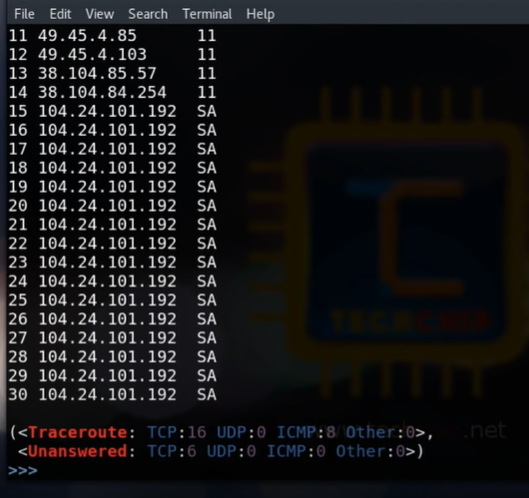 File Edit View Search Terminal Help
11 49.45.4.85 11
12 49.45.4.103 11
13 38.104.85.57 11
14 38.104.84.254 11
15 104.24.101.192 SA
16 104.24.101.192 SA
17 104.24.101.192 SA
18 104.24.101.192 SA
19 104.24.101.192 SA
20 104.24.101.192 SA
21 104.24.101.192 SA
22 104.24.101.192 SA
23 104.24.101.192 SA
24 104.24.101.192 SA
25 104.24.101.192 SA
26 104.24.101.192 SA
27 104.24.101.192 SA
28 104.24.101.192 SA
29 104.24.101.192 SA
30 104.24.101.192 SA
TECHCHIP
(<Traceroute: TCP:16 UDP:0 ICMP:8 Other:0>,
.net
<Unanswered: TCP:6 UDP:0 ICMP:0 Other:0>)
>>>